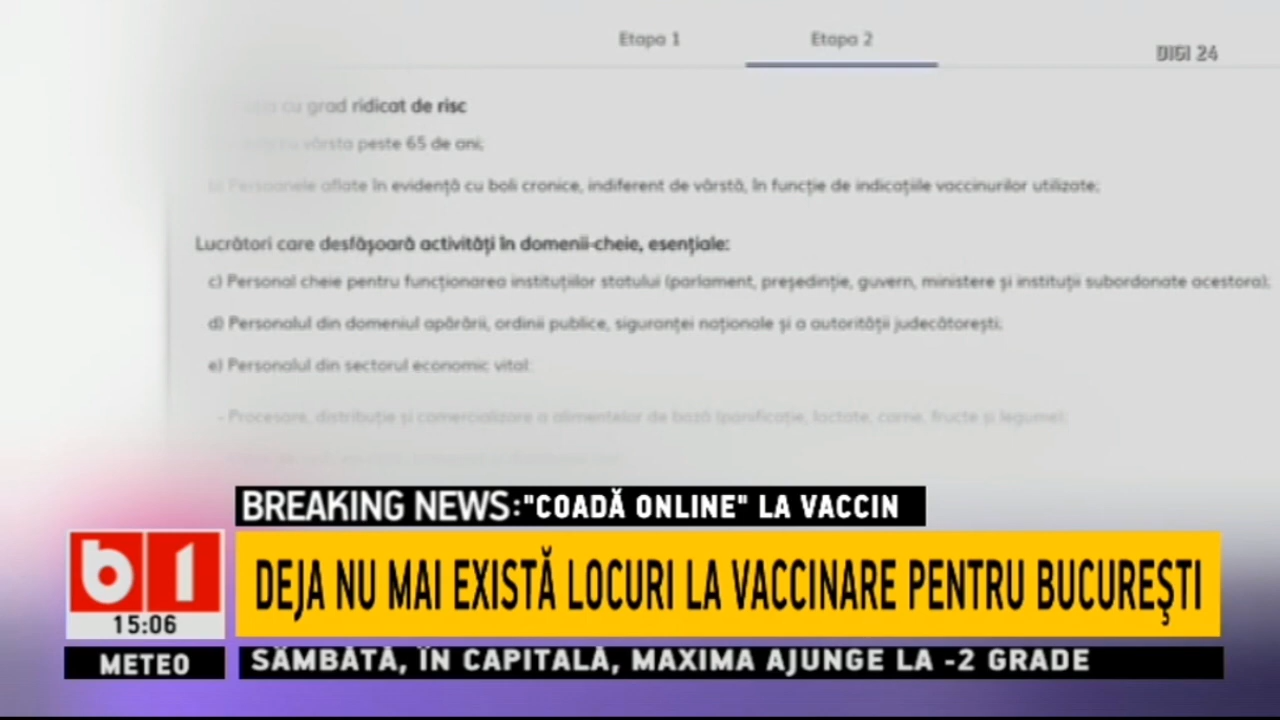 Etapa 1 Etapa 2
DIGI 24
cu grad ridicat de risc
vârsta peste 65 de ani;
b) Persoanele aflate în evidență cu boli cronice, indiferent de vârstă, în funcție de indicațiile vaccinurilor utilizate;
Lucrători care desfășoară activități în domenii-cheie, esențiale:
c) Personal cheie pentru funcționarea instituțiilor statului (parlament, președinție, guvern, ministere și instituții subordonate acestora);
d) Personalul din domeniul apărării, ordinii publice, siguranței naționale și a autorității judecătorești;
e) Personalul din sectorul economic vital:
- Procesare, distribuție și comercializare a alimentelor de bază (panificație, lactate, carne, fructe și legume);
BREAKING NEWS: "COADĂ ONLINE" LA VACCIN
b1
DEJA NU MAI EXISTĂ LOCURI LA VACCINARE PENTRU BUCUREŞTI
15:06
METEO SÂMBĂTĂ, ÎN CAPITALĂ, MAXIMA AJUNGE LA -2 GRADE